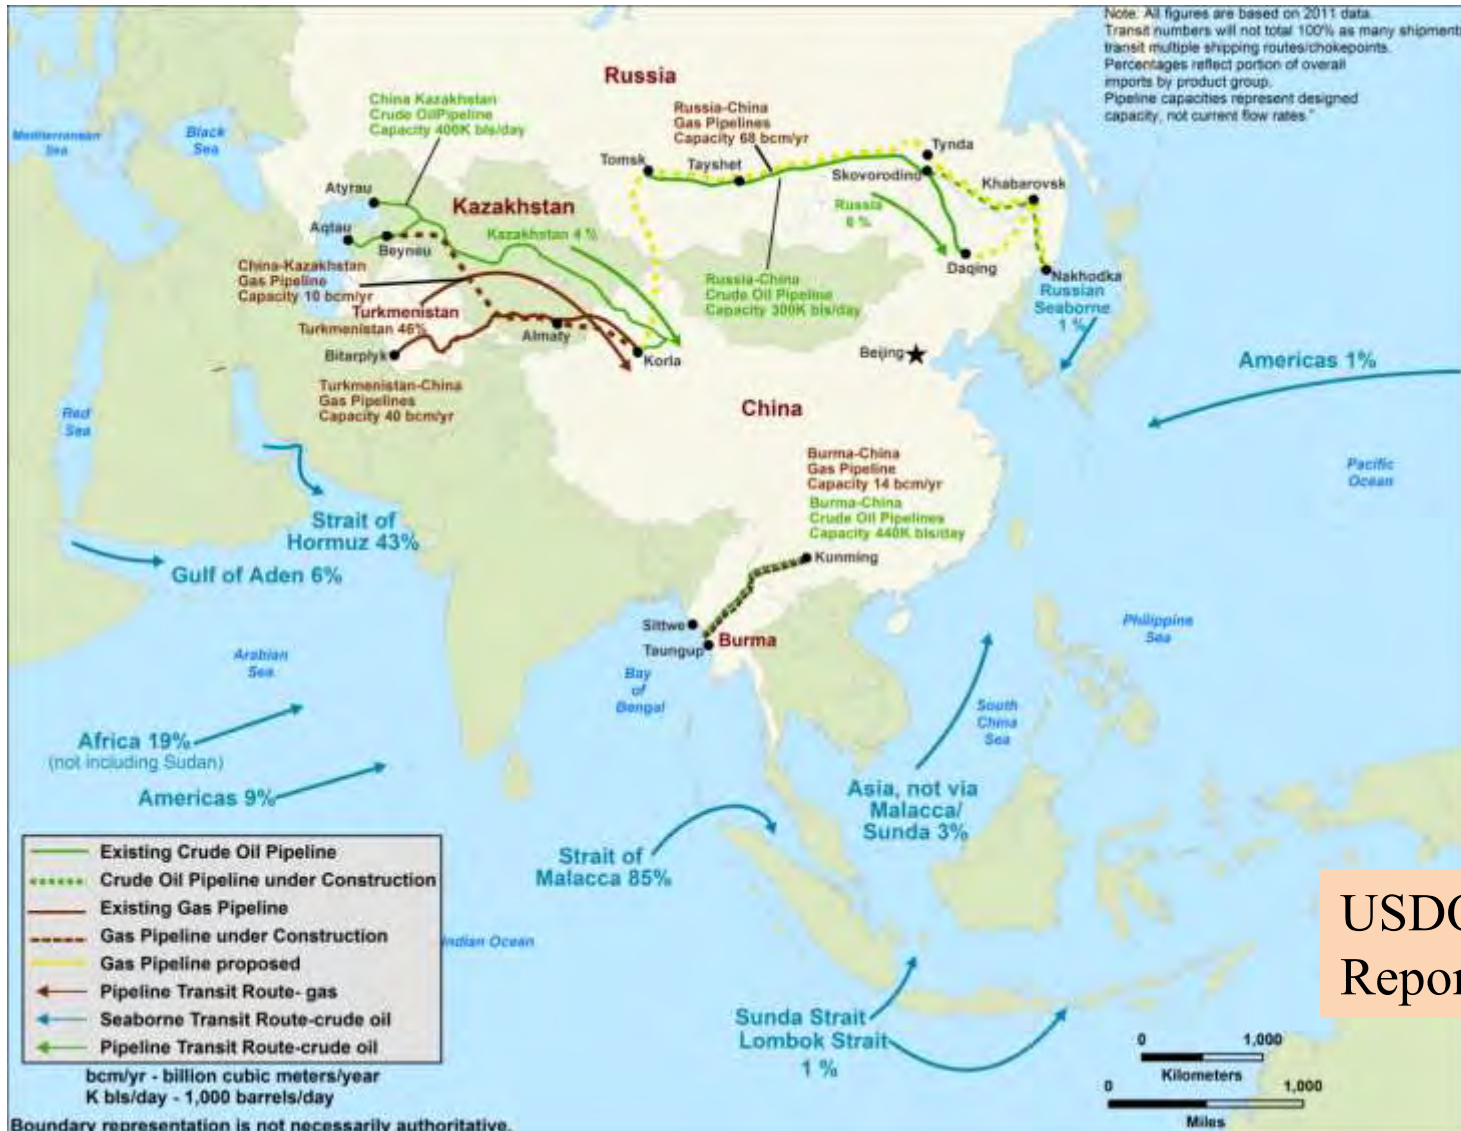 Note: All figures are based on 2011 data.
Transit numbers will not total 100% as many shipments
transit multiple shipping routes/chokepoints.
Percentages reflect portion of overall
imports by product group.
Pipeline capacities represent designed
capacity, not current flow rates."
Russia
China Kazakhstan
Crude OilPipeline
Capacity 400K bls/day
Russia-China
Gas Pipelines
Capacity 68 bcm/yr
Mediterranean
Sea
Black
Sea
Tomsk
Tayshet
Tynda
Skovoroding
Khabarovsk
Atyrau
Kazakhstan
Aqtau
Beyneu
Kazakhstan 4 %
Russia
6 %
Daqing
Nakhodka
China-Kazakhstan
Gas Pipeline
Capacity 10 bcm/yr
Russia-China
Crude Oil Pipeline
Capacity 300K bls/day
Russian
Seaborne
1 %
Turkmenistan
Turkmenistan 46%
Almaty
Bitarplyk
Korla
Beijing
Americas 1%
Turkmenistan-China
Gas Pipelines
Capacity 40 bcm/yr
China
Red
Sea
Burma-China
Gas Pipeline
Capacity 14 bcm/yr
Burma-China
Crude Oil Pipelines
Capacity 440K bls/day
Pacific
Ocean
Strait of
Hormuz 43%
Gulf of Aden 6%
Kunming
Sittwe
Taungup
Burma
Philippine
Sea
Arabian
Sea
Bay
of
Bengal
South
China
Sea
Africa 19%
(not including Sudan)
Americas 9%
Asia, not via
Malacca/
Sunda 3%
Strait of
Malacca 85%
Existing Crude Oil Pipeline
Crude Oil Pipeline under Construction
Existing Gas Pipeline
Gas Pipeline under Construction
Gas Pipeline proposed
Pipeline Transit Route- gas
Seaborne Transit Route-crude oil
Pipeline Transit Route-crude oil
Indian Ocean
USDO
Repor
Sunda Strait
Lombok Strait
1 %
0 1,000
Kilometers
0 1,000
Miles
bcm/yr - billion cubic meters/year
K bls/day - 1,000 barrels/day
Boundary representation is not necessarily authoritative.